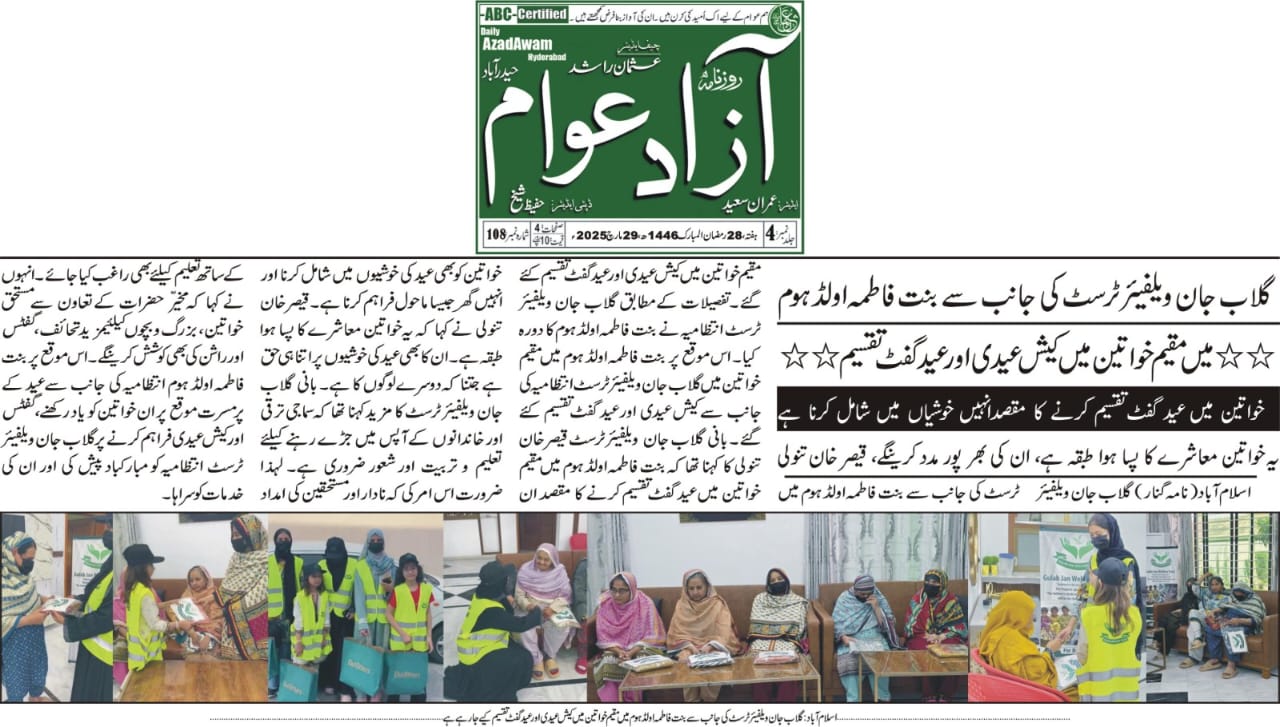 ہم عوام کے لیے اک اُمید کی کرن ہیں۔ ان کی آواز بننا فرض سمجھتے ہیں۔
-ABC- Certified
Daily
AzadAwam
Hyderabad
چیف ایڈیٹر
عثمان راشد
حیدرآباد
روزنامہ
آزاد عوام
ایڈیٹر: عمران سعید
ڈپٹی ایڈیٹر: حفیظ شیخ
جلد نمبر: 4
ہفتہ، 28 رمضان المبارک 1446ھ، 29 مارچ 2025ء
صفحات: 4
قیمت: 10 روپے
شمارہ نمبر 108
گلاب جان ویلفیئر ٹرسٹ کی جانب سے بنت فاطمہ اولڈ ہوم
☆☆ میں مقیم خواتین میں کیش عیدی اور عید گفٹ تقسیم ☆☆
خواتین میں عید گفٹ تقسیم کرنے کا مقصد انہیں خوشیاں میں شامل کرنا ہے
یہ خواتین معاشرے کا پسا ہوا طبقہ ہے، ان کی بھر پور مدد کرینگے، قیصر خان تنولی
اسلام آباد (نامہ گنار) گلاب جان ویلفیئر ٹرسٹ کی جانب سے بنت فاطمہ اولڈ ہوم میں
مقیم خواتین میں کیش عیدی اور عید گفٹ تقسیم کئے
گئے۔ تفصیلات کے مطابق گلاب جان ویلفیئر
ٹرسٹ انتظامیہ نے بنت فاطمہ اولڈ ہوم کا دورہ
کیا۔ اس موقع پر بنت فاطمہ اولڈ ہوم میں مقیم
خواتین میں گلاب جان ویلفیئر ٹرسٹ انتظامیہ کی
جانب سے کیش عیدی اور عید گفٹ تقسیم کئے
گئے۔ بانی گلاب جان ویلفیئر ٹرسٹ قیصر خان
تنولی کا کہنا تھا کہ بنت فاطمہ اولڈ ہوم میں مقیم
خواتین میں عید گفٹ تقسیم کرنے کا مقصد ان
خواتین کو بھی عید کی خوشیوں میں شامل کرنا اور
انہیں گھر جیسا ماحول فراہم کرنا ہے۔ قیصر خان
تنولی نے کہا کہ یہ خواتین معاشرے کا پسا ہوا
طبقہ ہے۔ ان کا بھی عید کی خوشیوں پر اتنا ہی حق
ہے جتنا کہ دوسرے لوگوں کا ہے۔ بانی گلاب
جان ویلفیئر ٹرسٹ کا مزید کہنا تھا کہ سماجی ترقی
اور خاندانوں کے آپس میں جڑے رہنے کیلئے
تعلیم و تربیت اور شعور ضروری ہے۔ لہذا
ضرورت اس امر کی کہ نادار اور مستحقین کی امداد
کے ساتھ تعلیم کیلئے بھی راغب کیا جائے۔ انہوں
نے کہا کہ مخیّر حضرات کے تعاون سے مستحق
خواتین، بزرگ و بچوں کیلئیمزید تحائف، گفٹس
اور راشن کی بھی کوشش کرینگے۔ اس موقع پر بنت
فاطمہ اولڈ ہوم انتظامیہ کی جانب سے عید کے
پرمسرت موقع پر ان خواتین کو یاد رکھنے، گفٹس
اور کیش عیدی فراہم کرنے پر گلاب جان ویلفیئر
ٹرسٹ انتظامیہ کو مبارکباد پیش کی اور ان کی
خدمات کو سراہا۔
Gulab Jan Wel
اسلام آباد: گلاب جان ویلفیئر ٹرسٹ کی جانب سے بنت فاطمہ اولڈ ہوم میں مقیم خواتین میں کیش عیدی اور عید گفٹ تقسیم کیے جا رہے ہے